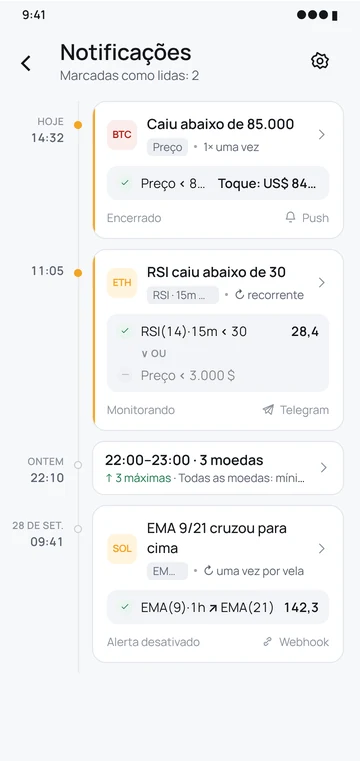 9:41
Notificações
Marcadas como lidas: 2
HOJE
14:32
BTC
Caiu abaixo de 85.000
Preço • 1× uma vez
Preço < 8… Toque: US$ 84…
Encerrado Push
11:05
ETH
RSI caiu abaixo de 30
RSI · 15m … • recorrente
RSI(14)·15m < 30 28,4
∨ OU
Preço < 3.000 $
Monitorando Telegram
ONTEM
22:10
22:00–23:00 · 3 moedas
↑ 3 máximas · Todas as moedas: míni…
28 DE SET.
09:41
SOL
EMA 9/21 cruzou para
cima
EM… • uma vez por vela
EMA(9)·1h ↗ EMA(21) 142,3
Alerta desativado Webhook